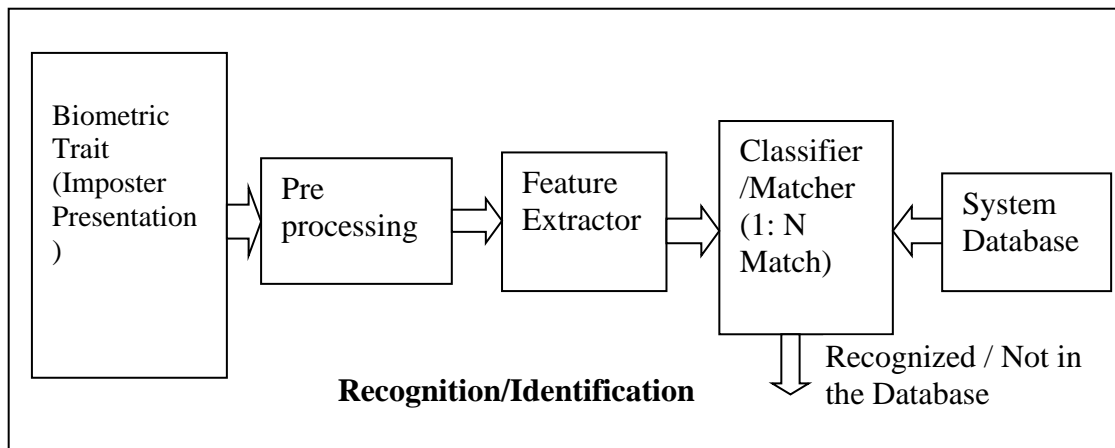 Biometric
Trait
(Imposter
Presentation
)
Pre
processing
Feature
Extractor
Classifier
/Matcher
(1: N
Match)
System
Database
Recognized / Not in
the Database
Recognition/Identification